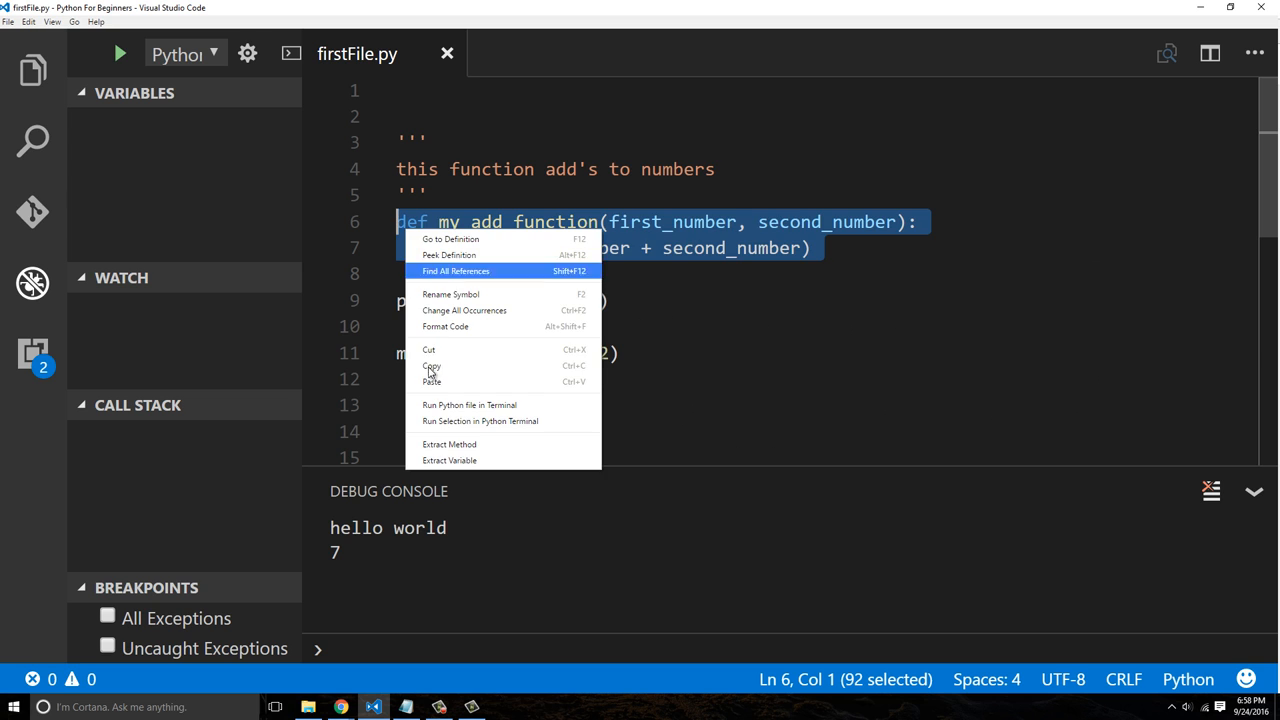 firstFile.py - Python For Beginners - Visual Studio Code
File Edit View Go Help
Python
firstFile.py
VARIABLES
WATCH
CALL STACK
BREAKPOINTS
All Exceptions
Uncaught Exceptions
2
1
2
3 '''
4 this function add's to numbers
5 '''
6 def my_add_function(first_number, second_number):
7 ber + second_number)
8
9 p )
10
11 m 2)
12
13
14
15
Go to Definition F12
Peek Definition Alt+F12
Find All References Shift+F12
Rename Symbol F2
Change All Occurrences Ctrl+F2
Format Code Alt+Shift+F
Cut Ctrl+X
Copy Ctrl+C
Paste Ctrl+V
Run Python file in Terminal
Run Selection in Python Terminal
Extract Method
Extract Variable
DEBUG CONSOLE
hello world
7
0 0
Ln 6, Col 1 (92 selected) Spaces: 4 UTF-8 CRLF Python
I'm Cortana. Ask me anything.
6:58 PM
9/24/2016